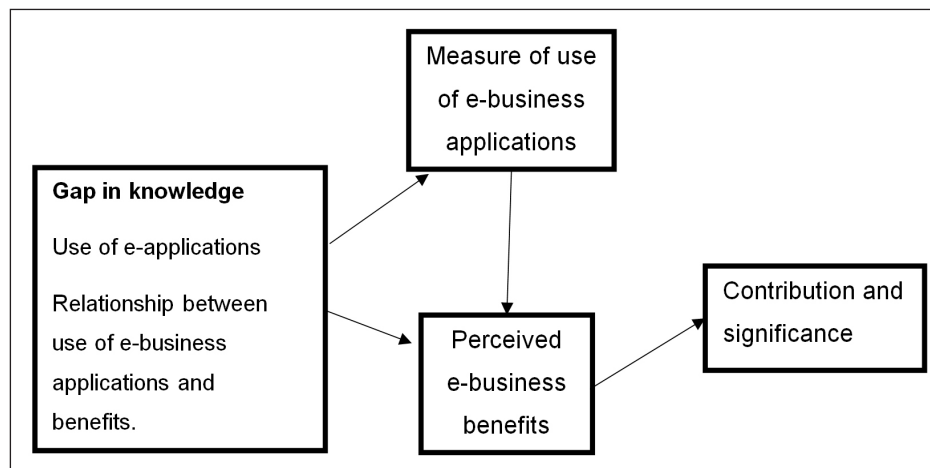 Measure of use
of e-business
applications
Gap in knowledge
Use of e-applications
Relationship between
use of e-business
applications and
benefits.
Perceived
e-business
benefits
Contribution and
significance